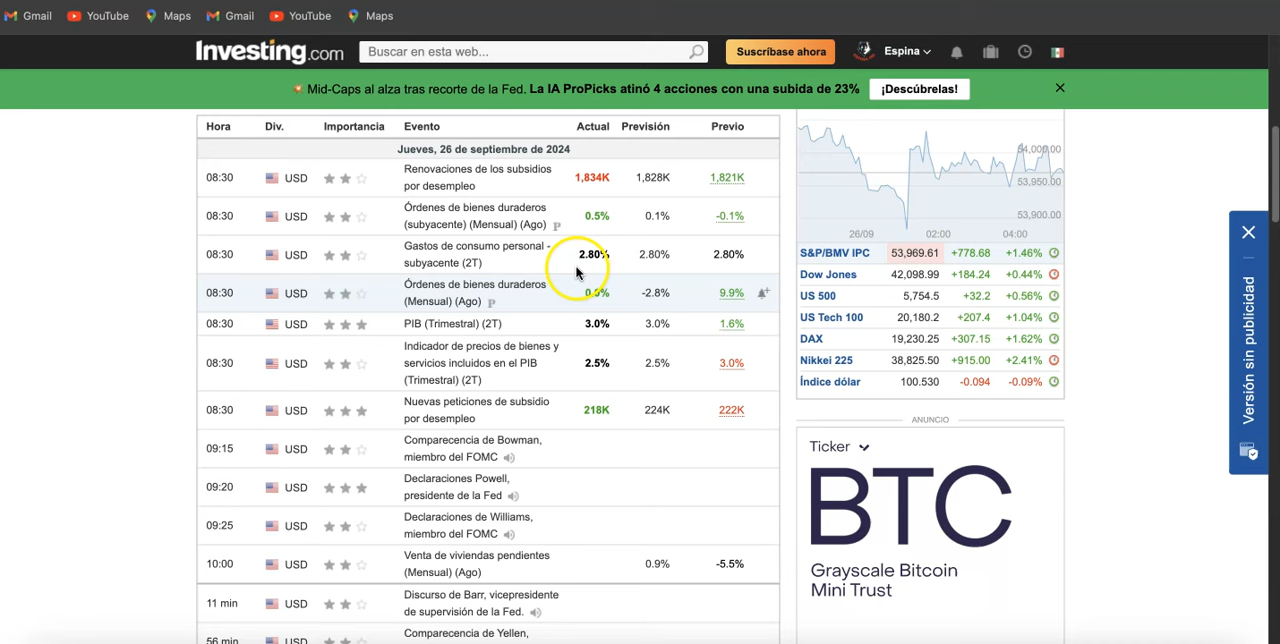 Gmail YouTube Maps Gmail YouTube Maps
Investing.com Buscar en esta web... Suscríbase ahora Espina
Mid-Caps al alza tras recorte de la Fed. La IA ProPicks atinó 4 acciones con una subida de 23% ¡Descúbrelas!
Hora Div. Importancia Evento Actual Previsión Previo
Jueves, 26 de septiembre de 2024
08:30 USD Renovaciones de los subsidios por desempleo 1,834K 1,828K 1,821K
08:30 USD Órdenes de bienes duraderos (subyacente) (Mensual) (Ago) P 0.5% 0.1% -0.1%
08:30 USD Gastos de consumo personal - subyacente (2T) 2.80% 2.80% 2.80%
08:30 USD Órdenes de bienes duraderos (Mensual) (Ago) P 0.0% -2.8% 9.9%
08:30 USD PIB (Trimestral) (2T) 3.0% 3.0% 1.6%
08:30 USD Indicador de precios de bienes y servicios incluidos en el PIB (Trimestral) (2T) 2.5% 2.5% 3.0%
08:30 USD Nuevas peticiones de subsidio por desempleo 218K 224K 222K
09:15 USD Comparecencia de Bowman, miembro del FOMC
09:20 USD Declaraciones Powell, presidente de la Fed
09:25 USD Declaraciones de Williams, miembro del FOMC
10:00 USD Venta de viviendas pendientes (Mensual) (Ago) 0.9% -5.5%
11 min USD Discurso de Barr, vicepresidente de supervisión de la Fed.
56 min USD Comparecencia de Yellen,
54,000.00
53,950.00
53,900.00
26/09 02:00 04:00
S&P/BMV IPC 53,969.61 +778.68 +1.46%
Dow Jones 42,098.99 +184.24 +0.44%
US 500 5,754.5 +32.2 +0.56%
US Tech 100 20,180.2 +207.4 +1.04%
DAX 19,230.25 +307.15 +1.62%
Nikkei 225 38,825.50 +915.00 +2.41%
Índice dólar 100.530 -0.094 -0.09%
ANUNCIO
Ticker
BTC
Grayscale Bitcoin
Mini Trust
Versión sin publicidad